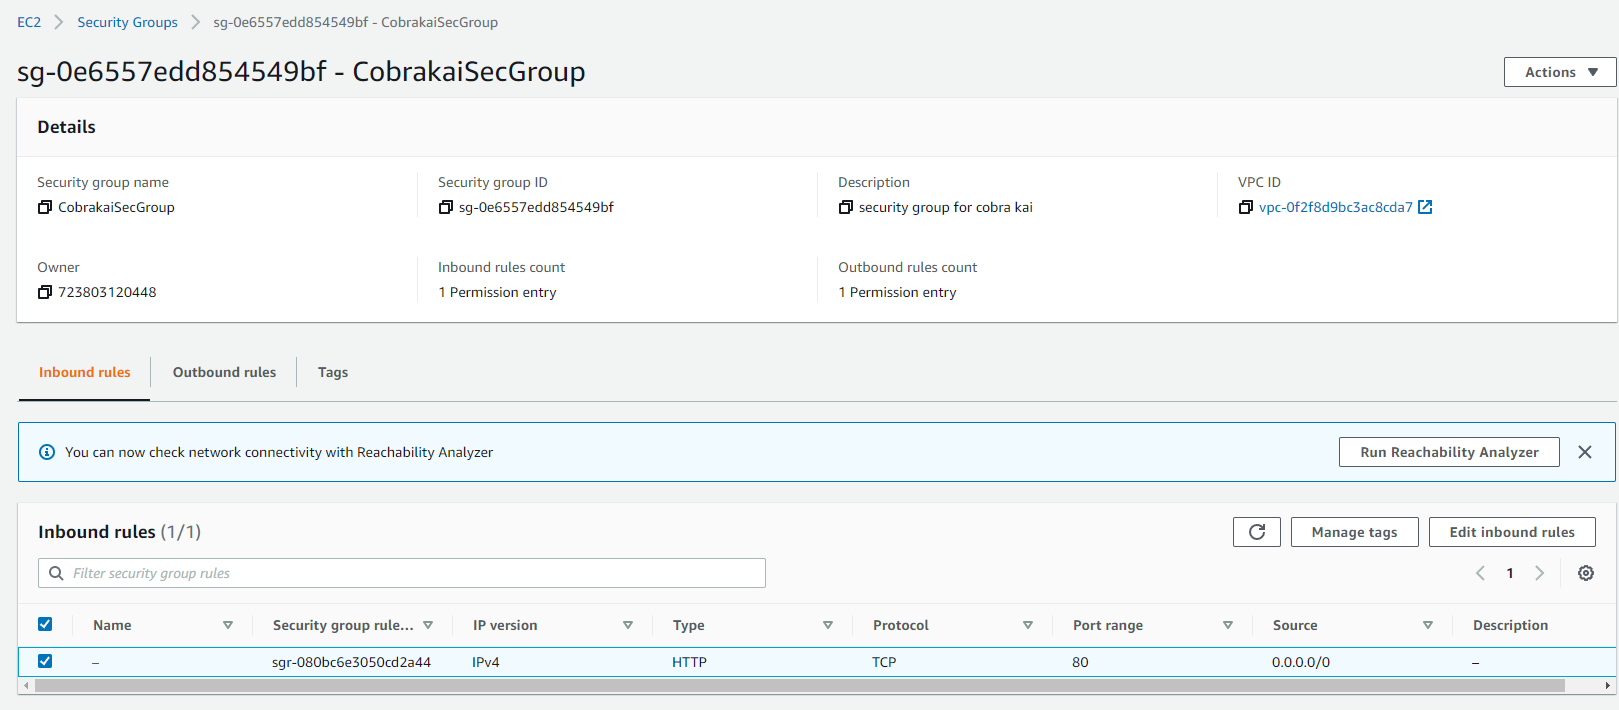 EC2 > Security Groups > sg-0e6557edd854549bf - CobrakaiSecGroup
sg-0e6557edd854549bf - CobrakaiSecGroup
Actions
Details
Security group name
CobrakaiSecGroup
Security group ID
sg-0e6557edd854549bf
Description
security group for cobra kai
VPC ID
vpc-0f2f8d9bc3ac8cda7
Owner
723803120448
Inbound rules count
1 Permission entry
Outbound rules count
1 Permission entry
Inbound rules
Outbound rules
Tags
You can now check network connectivity with Reachability Analyzer
Run Reachability Analyzer
Inbound rules (1/1)
Manage tags
Edit inbound rules
Filter security group rules
1
Name Security group rule... IP version Type Protocol Port range Source Description
– sgr-080bc6e3050cd2a44 IPv4 HTTP TCP 80 0.0.0.0/0 –